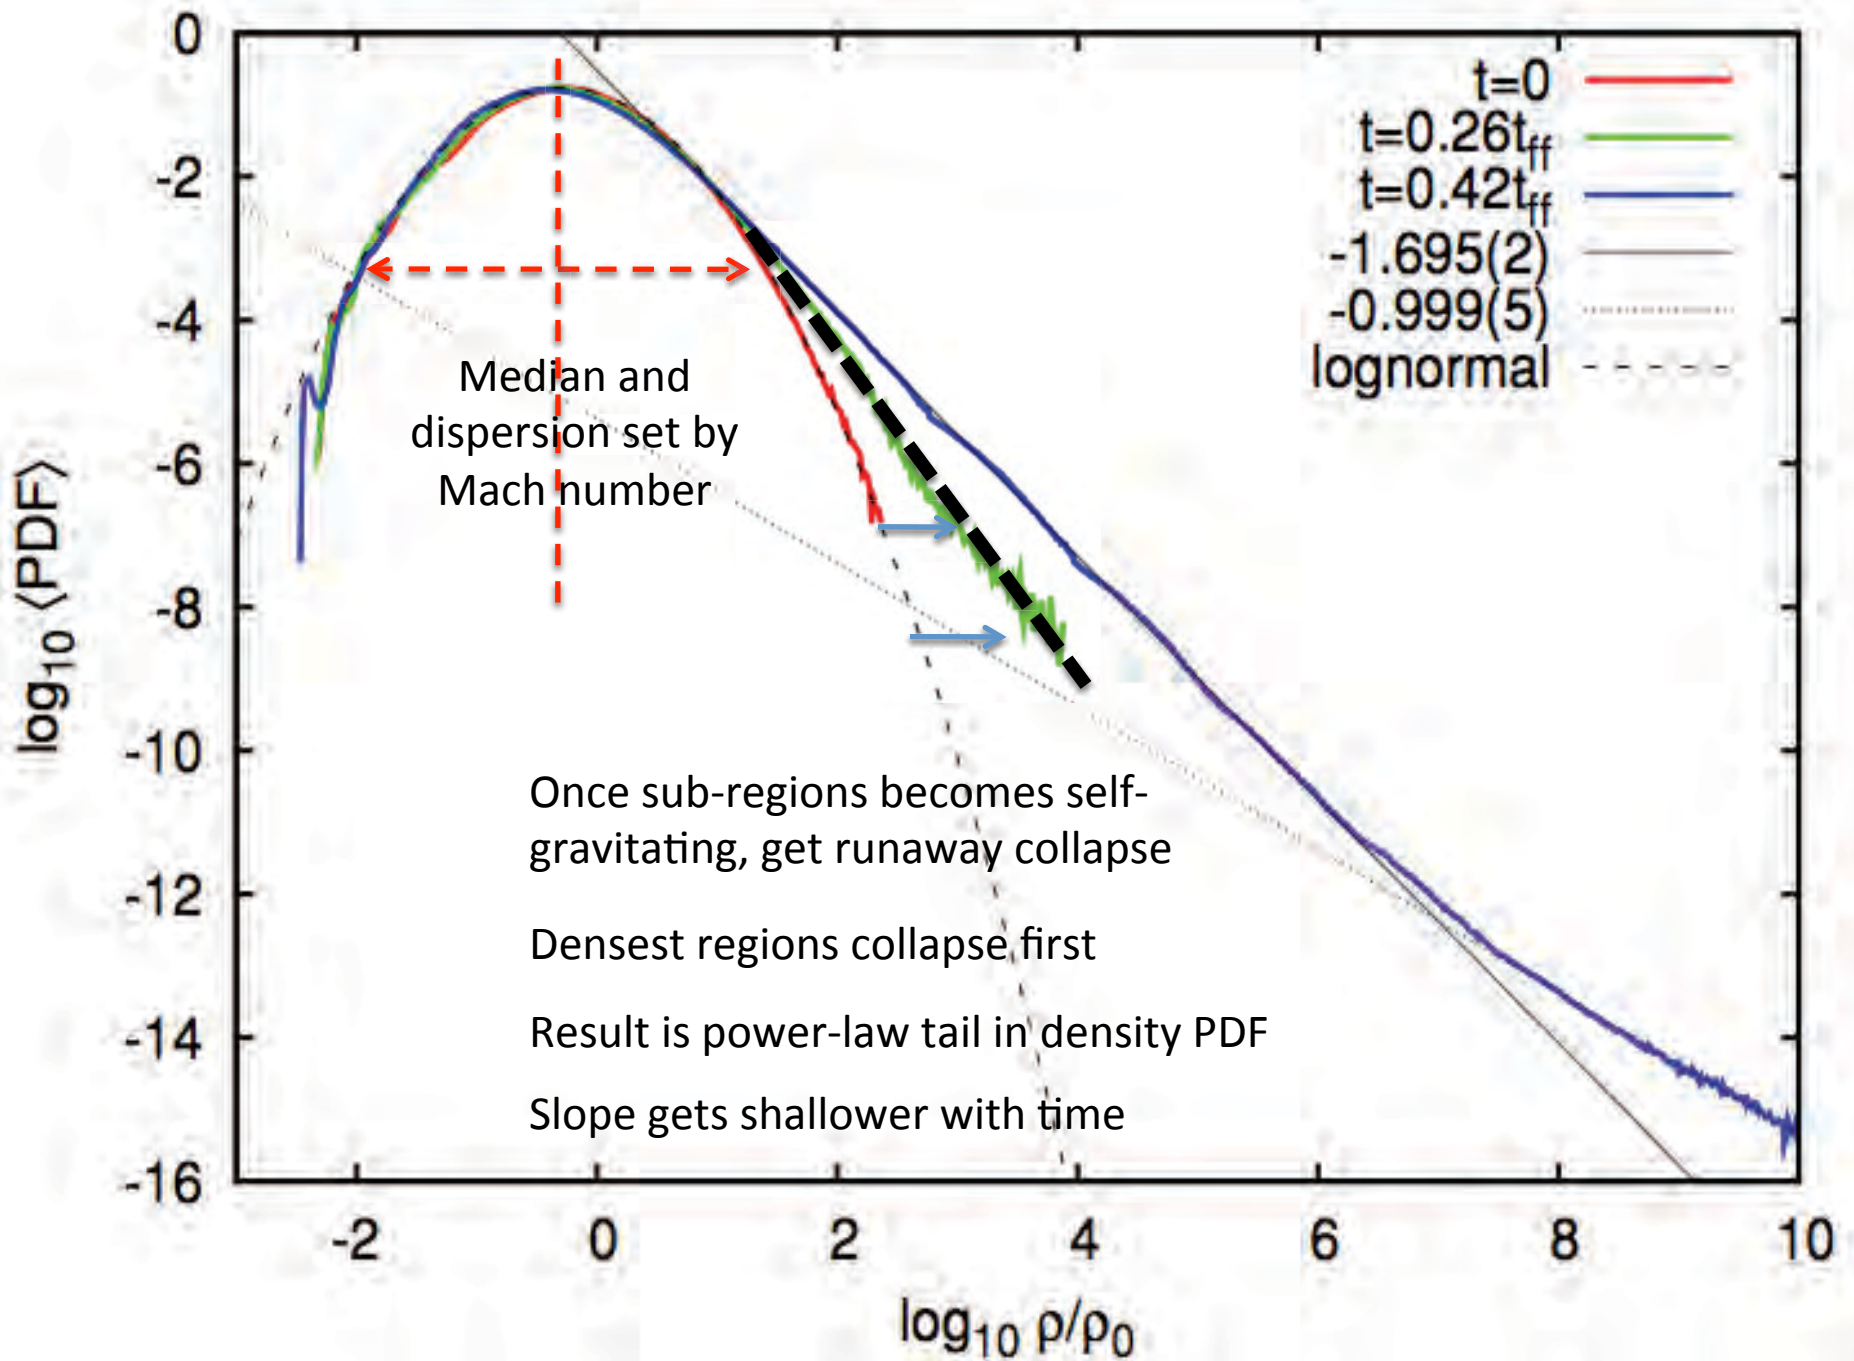 0
-2
-4
-6
-8
-10
-12
-14
-16
log10 ⟨PDF⟩
t=0
t=0.26tff
t=0.42tff
-1.695(2)
-0.999(5)
lognormal
Median and
dispersion set by
Mach number
Once sub-regions becomes self-
gravitating, get runaway collapse
Densest regions collapse first
Result is power-law tail in density PDF
Slope gets shallower with time
-2 0 2 4 6 8 10
log10 ρ/ρ0